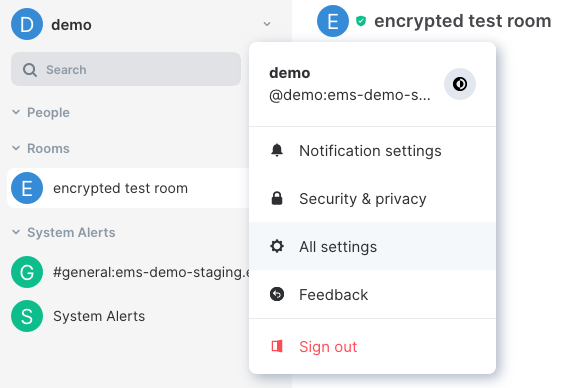 D demo
Search
People
Rooms
E encrypted test room
System Alerts
G #general:ems-demo-staging.e
S System Alerts
E encrypted test room
demo
@demo:ems-demo-s...
Notification settings
Security & privacy
All settings
Feedback
Sign out